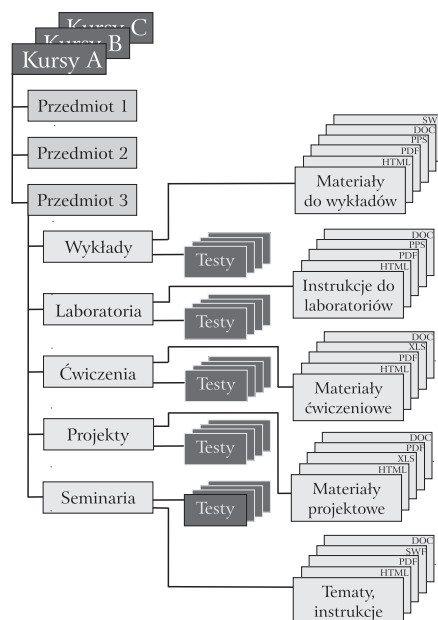 Kursy C
Kursy B
Kursy A
Przedmiot 1
Przedmiot 2
Przedmiot 3
SW
DOC
PPS
PDF
HTML
Materiały
do wykładów
Wykłady
Testy
DOC
PPS
PDF
HTML
Instrukcje do
laboratoriów
Laboratoria
Testy
DOC
XLS
PDF
HTML
Materiały
ćwiczeniowe
Ćwiczenia
Testy
DOC
PDF
XLS
HTML
Materiały
projektowe
Projekty
Testy
Seminaria
Testy
DOC
SWF
PDF
HTML
Tematy,
instrukcje